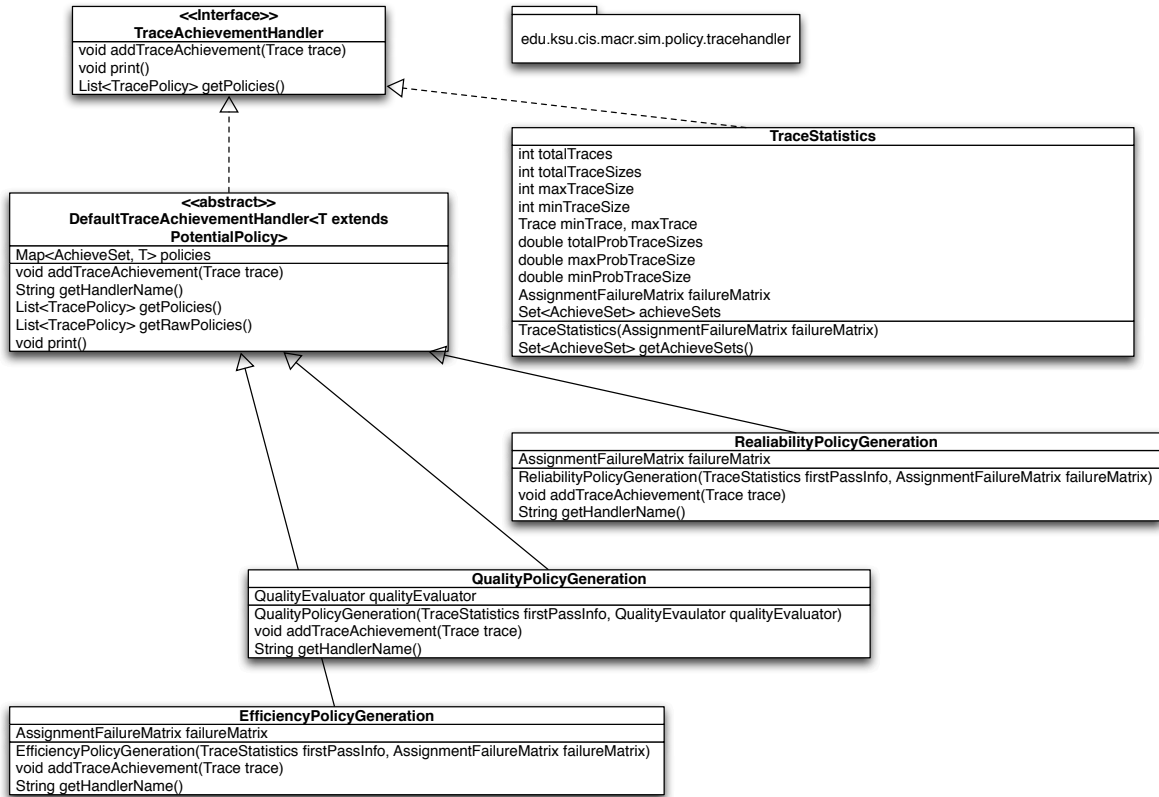 <<Interface>>
TraceAchievementHandler
void addTraceAchievement(Trace trace)
void print()
List<TracePolicy> getPolicies()
edu.ksu.cis.macr.sim.policy.tracehandler
TraceStatistics
int totalTraces
int totalTraceSizes
int maxTraceSize
int minTraceSize
Trace minTrace, maxTrace
double totalProbTraceSizes
double maxProbTraceSize
double minProbTraceSize
AssignmentFailureMatrix failureMatrix
Set<AchieveSet> achieveSets
TraceStatistics(AssignmentFailureMatrix failureMatrix)
Set<AchieveSet> getAchieveSets()
<<abstract>>
DefaultTraceAchievementHandler<T extends
PotentialPolicy>
Map<AchieveSet, T> policies
void addTraceAchievement(Trace trace)
String getHandlerName()
List<TracePolicy> getPolicies()
List<TracePolicy> getRawPolicies()
void print()
RealiabilityPolicyGeneration
AssignmentFailureMatrix failureMatrix
ReliabilityPolicyGeneration(TraceStatistics firstPassInfo, AssignmentFailureMatrix failureMatrix)
void addTraceAchievement(Trace trace)
String getHandlerName()
QualityPolicyGeneration
QualityEvaluator qualityEvaluator
QualityPolicyGeneration(TraceStatistics firstPassInfo, QualityEvaulator qualityEvaluator)
void addTraceAchievement(Trace trace)
String getHandlerName()
EfficiencyPolicyGeneration
AssignmentFailureMatrix failureMatrix
EfficiencyPolicyGeneration(TraceStatistics firstPassInfo, AssignmentFailureMatrix failureMatrix)
void addTraceAchievement(Trace trace)
String getHandlerName()